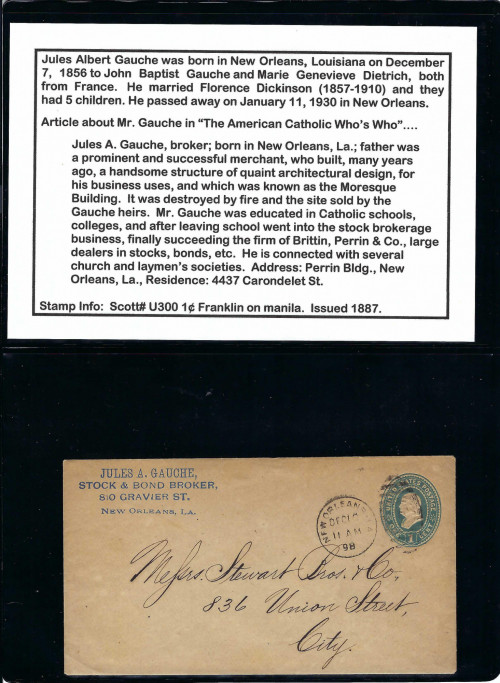 Jules Albert Gauche was born in New Orleans, Louisiana on December
7, 1856 to John Baptist Gauche and Marie Genevieve Dietrich, both
from France. He married Florence Dickinson (1857-1910) and they
had 5 children. He passed away on January 11, 1930 in New Orleans.
Article about Mr. Gauche in “The American Catholic Who’s Who”….
Jules A. Gauche, broker; born in New Orleans, La.; father was
a prominent and successful merchant, who built, many years
ago, a handsome structure of quaint architectural design, for
his business uses, and which was known as the Moresque
Building. It was destroyed by fire and the site sold by the
Gauche heirs. Mr. Gauche was educated in Catholic schools,
colleges, and after leaving school went into the stock brokerage
business, finally succeeding the firm of Brittin, Perrin & Co., large
dealers in stocks, bonds, etc. He is connected with several
church and laymen’s societies. Address: Perrin Bldg., New
Orleans, La., Residence: 4437 Carondelet St.
Stamp Info: Scott# U300 1¢ Franklin on manila. Issued 1887.
JULES A. GAUCHE,
STOCK & BOND BROKER,
810 GRAVIER ST.
NEW ORLEANS, LA.
NEW ORLEANS, LA
DEC
11 AM
98
UNITED STATES POSTAGE
Messrs. Stewart Bros. & Co,
836 Union Street,
City.